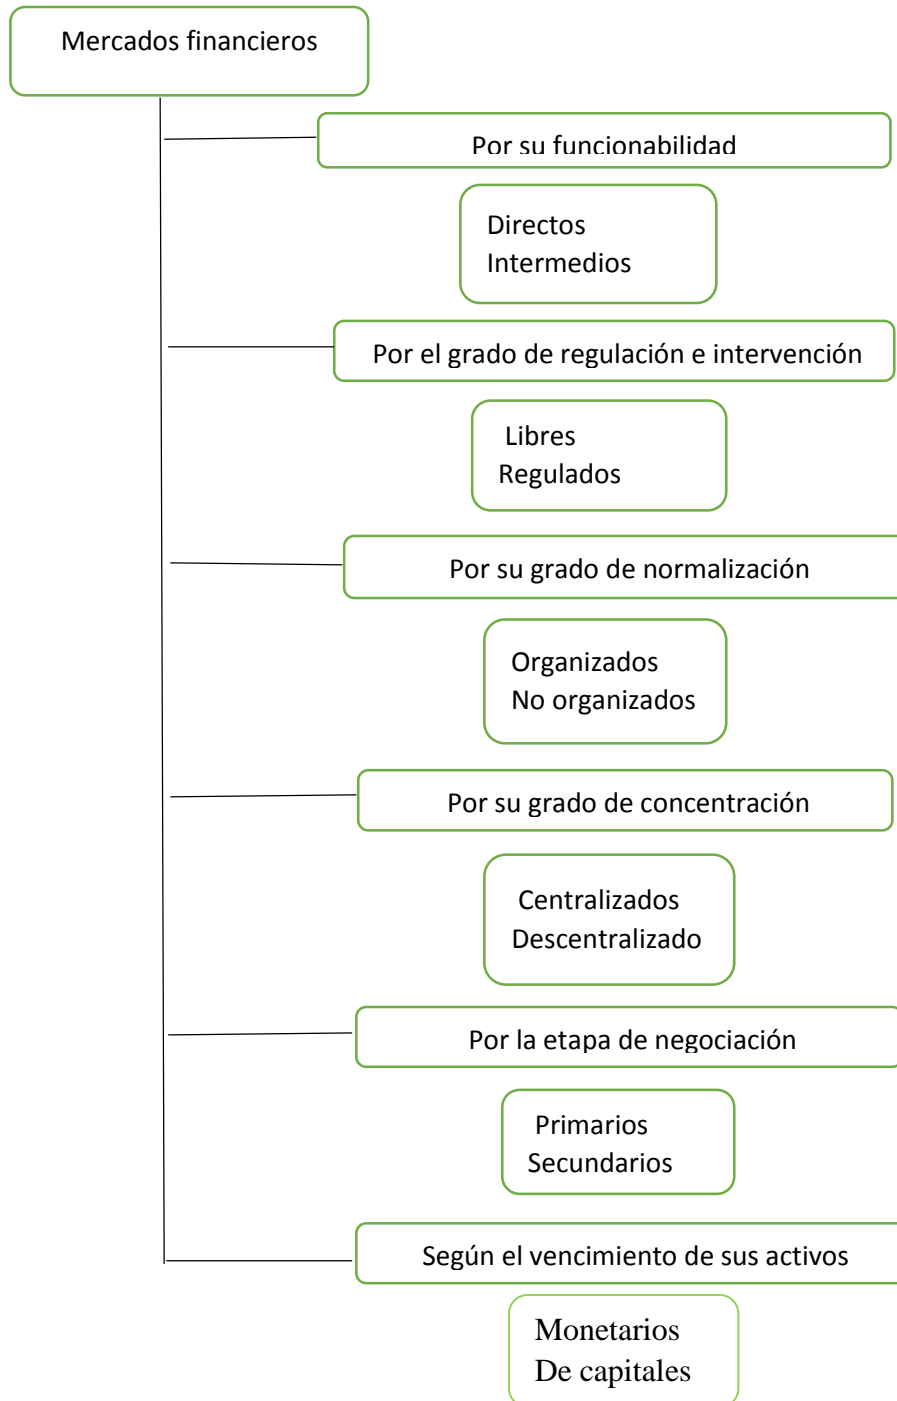 Mercados financieros
Por su funcionabilidad
Directos
Intermedios
Por el grado de regulación e intervención
Libres
Regulados
Por su grado de normalización
Organizados
No organizados
Por su grado de concentración
Centralizados
Descentralizado
Por la etapa de negociación
Primarios
Secundarios
Según el vencimiento de sus activos
Monetarios
De capitales